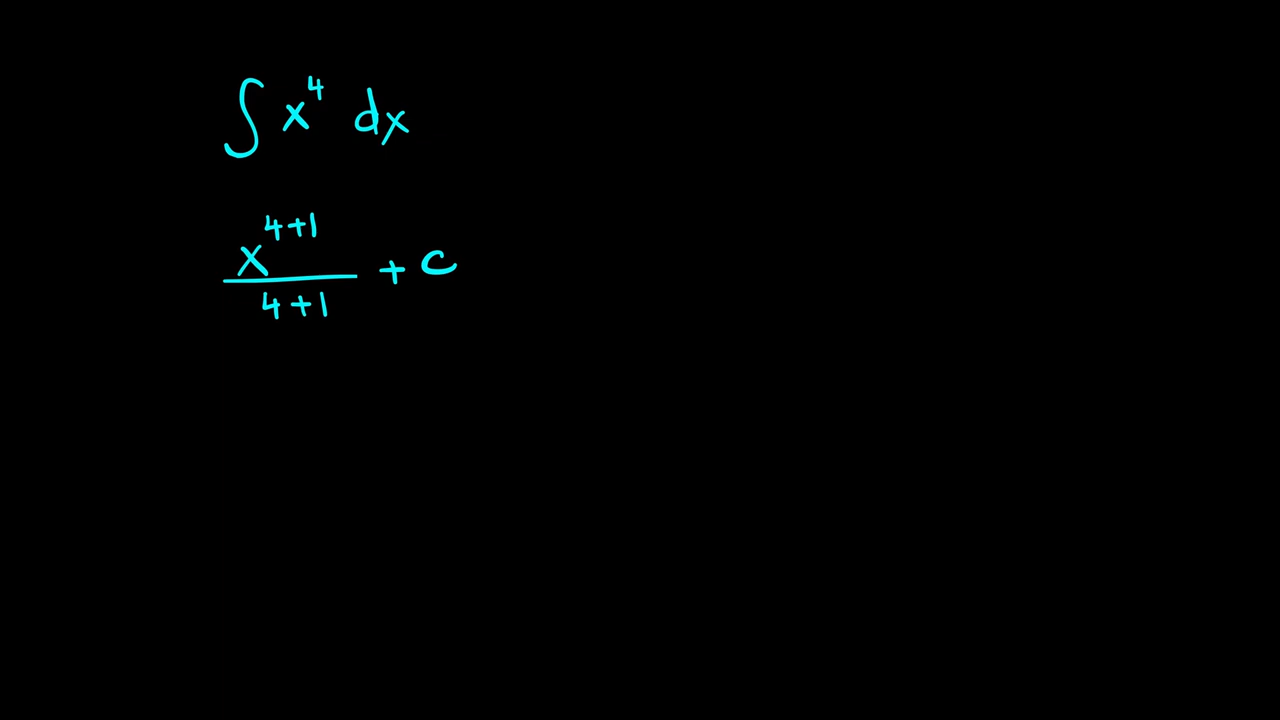 ∫ x⁴ dx
x⁴⁺¹
4+1 + c